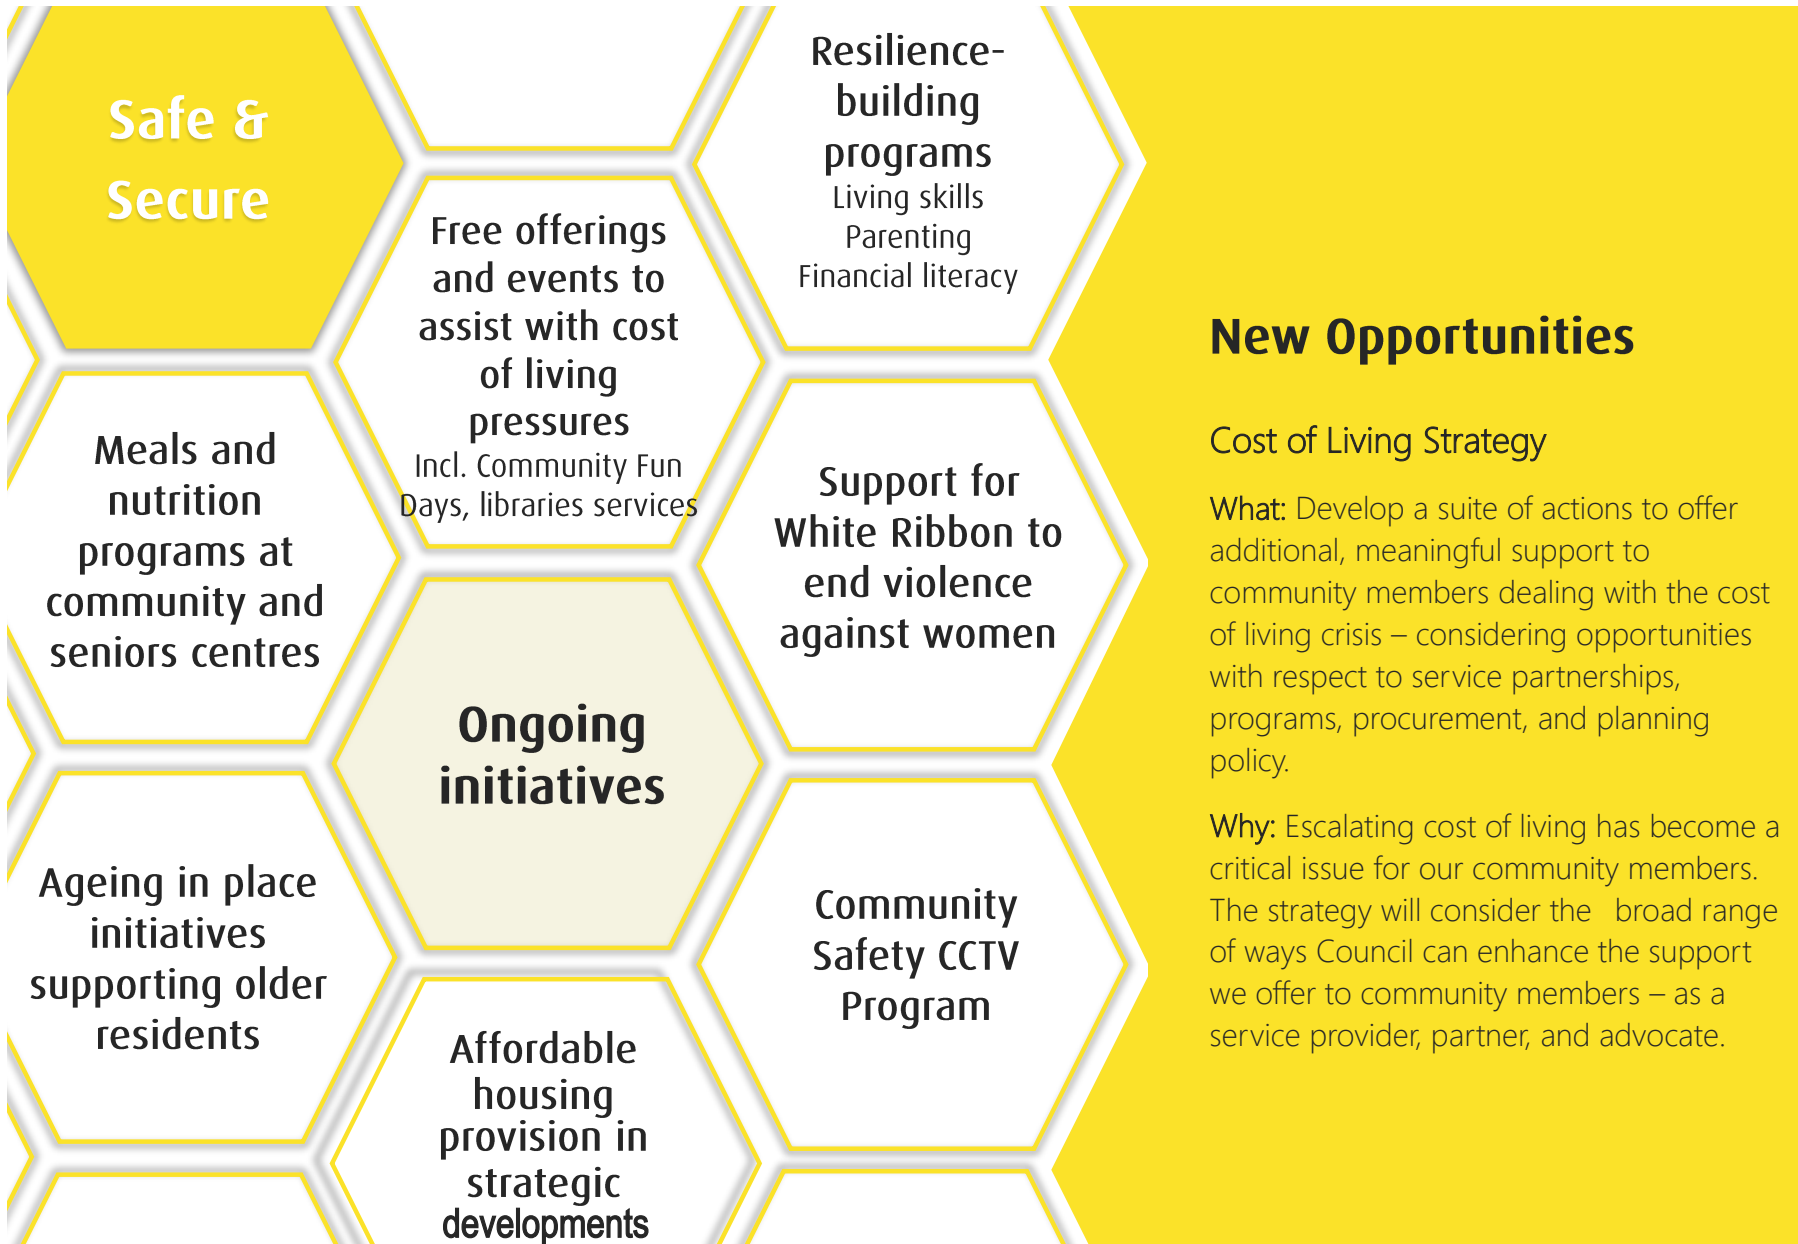 Safe &
Secure
Resilience-
building
programs
Living skills
Parenting
Financial literacy
Free offerings
and events to
assist with cost
of living
pressures
Incl. Community Fun
Days, libraries services
Meals and
nutrition
programs at
community and
seniors centres
Support for
White Ribbon to
end violence
against women
Ongoing
initiatives
Ageing in place
initiatives
supporting older
residents
Community
Safety CCTV
Program
Affordable
housing
provision in
strategic
developments
New Opportunities
Cost of Living Strategy
What: Develop a suite of actions to offer
additional, meaningful support to
community members dealing with the cost
of living crisis – considering opportunities
with respect to service partnerships,
programs, procurement, and planning
policy.
Why: Escalating cost of living has become a
critical issue for our community members.
The strategy will consider the broad range
of ways Council can enhance the support
we offer to community members – as a
service provider, partner, and advocate.